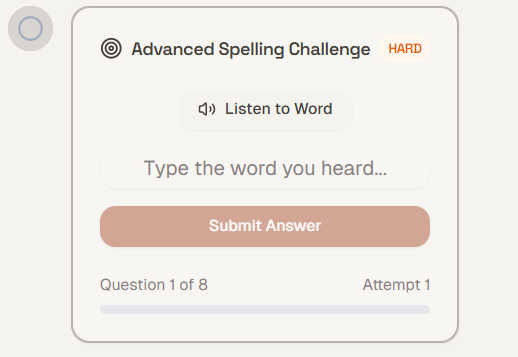 Advanced Spelling Challenge HARD
Listen to Word
Type the word you heard...
Submit Answer
Question 1 of 8 Attempt 1